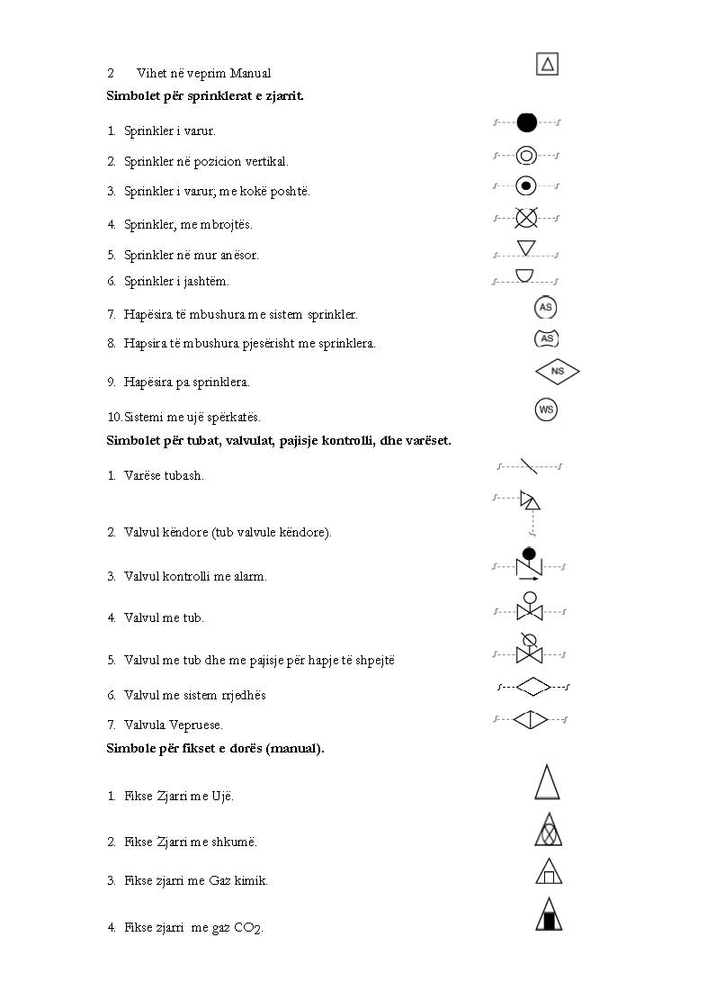 2 Vihet në veprim Manual
Simbolet për sprinklerat e zjarrit.
1. Sprinkler i varur.
2. Sprinkler në pozicion vertikal.
3. Sprinkler i varur; me kokë poshtë.
4. Sprinkler, me mbrojtës.
5. Sprinkler në mur anësor.
6. Sprinkler i jashtëm.
7. Hapësira të mbushura me sistem sprinkler. AS
8. Hapsira të mbushura pjesërisht me sprinklera. AS
9. Hapësira pa sprinklera. NS
10.Sistemi me ujë spërkatës. WS
Simbolet për tubat, valvulat, pajisje kontrolli, dhe varëset.
1. Varëse tubash.
2. Valvul këndore (tub valvule këndore).
3. Valvul kontrolli me alarm.
4. Valvul me tub.
5. Valvul me tub dhe me pajisje për hapje të shpejtë
6. Valvul me sistem rrjedhës
7. Valvula Vepruese.
Simbole për fikset e dorës (manual).
1. Fikse Zjarri me Ujë.
2. Fikse Zjarri me shkumë.
3. Fikse zjarri me Gaz kimik.
4. Fikse zjarri me gaz CO2.